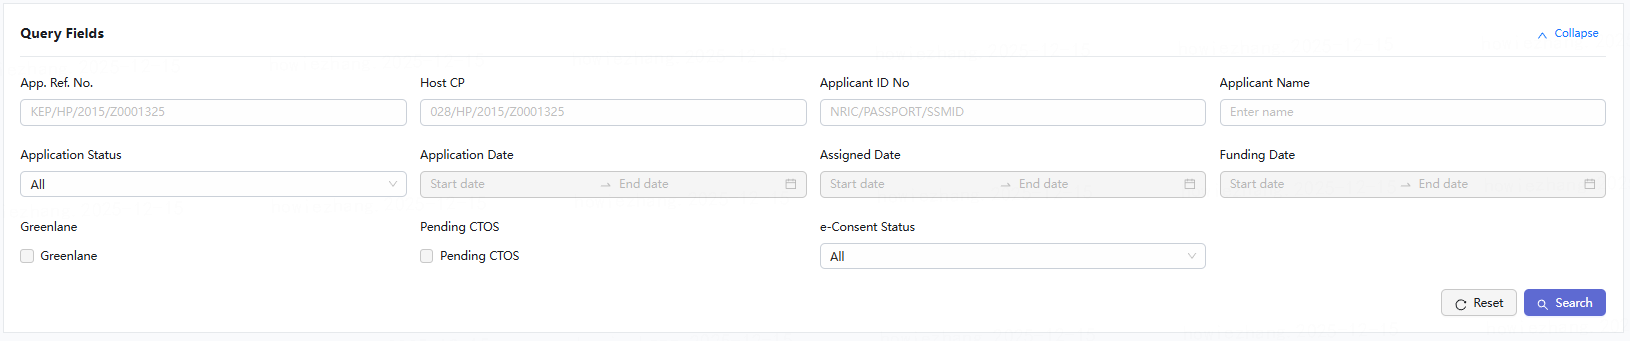 Query Fields
Collapse
App. Ref. No.
Host CP
Applicant ID No
Applicant Name
KEP/HP/2015/Z0001325
028/HP/2015/Z0001325
NRIC/PASSPORT/SSMID
Enter name
Application Status
Application Date
Assigned Date
Funding Date
All
Start date → End date
Start date → End date
Start date → End date
Greenlane
Pending CTOS
e-Consent Status
Greenlane
Pending CTOS
All
Reset
Search